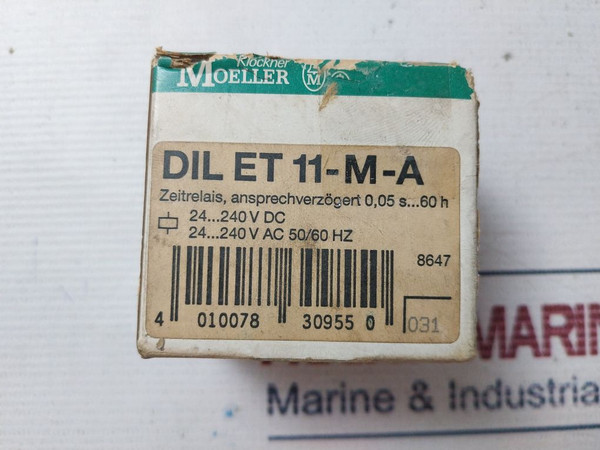 Klöckner
MOELLER
DIL ET 11-M-A
Zeitrelais, ansprechverzögert 0,05 s...60 h
24...240 V DC
24...240 V AC 50/60 HZ
8647
4 010078 30955 0
031
MARIN
Marine & Industria